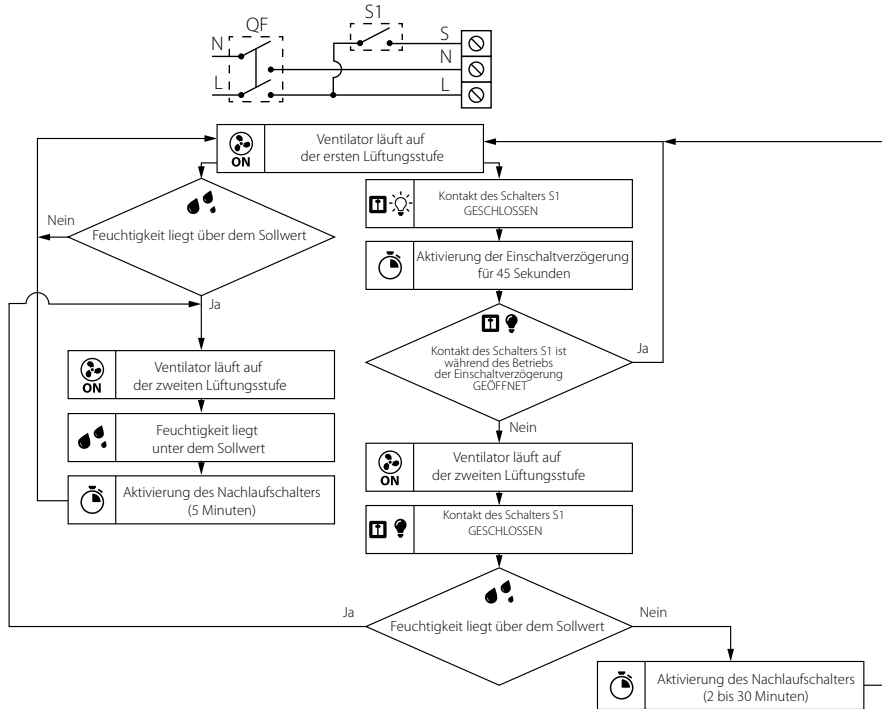 QF
S1
S
N
N
L
L
ON
Ventilator läuft auf
der ersten Lüftungsstufe
Nein
Feuchtigkeit liegt über dem Sollwert
Ja
ON
Ventilator läuft auf
der zweiten Lüftungsstufe
Feuchtigkeit liegt
unter dem Sollwert
Aktivierung des Nachlaufschalters
(5 Minuten)
Kontakt des Schalters S1
GESCHLOSSEN
Aktivierung der Einschaltverzögerung
für 45 Sekunden
Kontakt des Schalters S1 ist
während des Betriebs
der Einschaltverzögerung
GEÖFFNET
Ja
Nein
ON
Ventilator läuft auf
der zweiten Lüftungsstufe
Kontakt des Schalters S1
GESCHLOSSEN
Ja
Feuchtigkeit liegt über dem Sollwert
Nein
Aktivierung des Nachlaufschalters
(2 bis 30 Minuten)